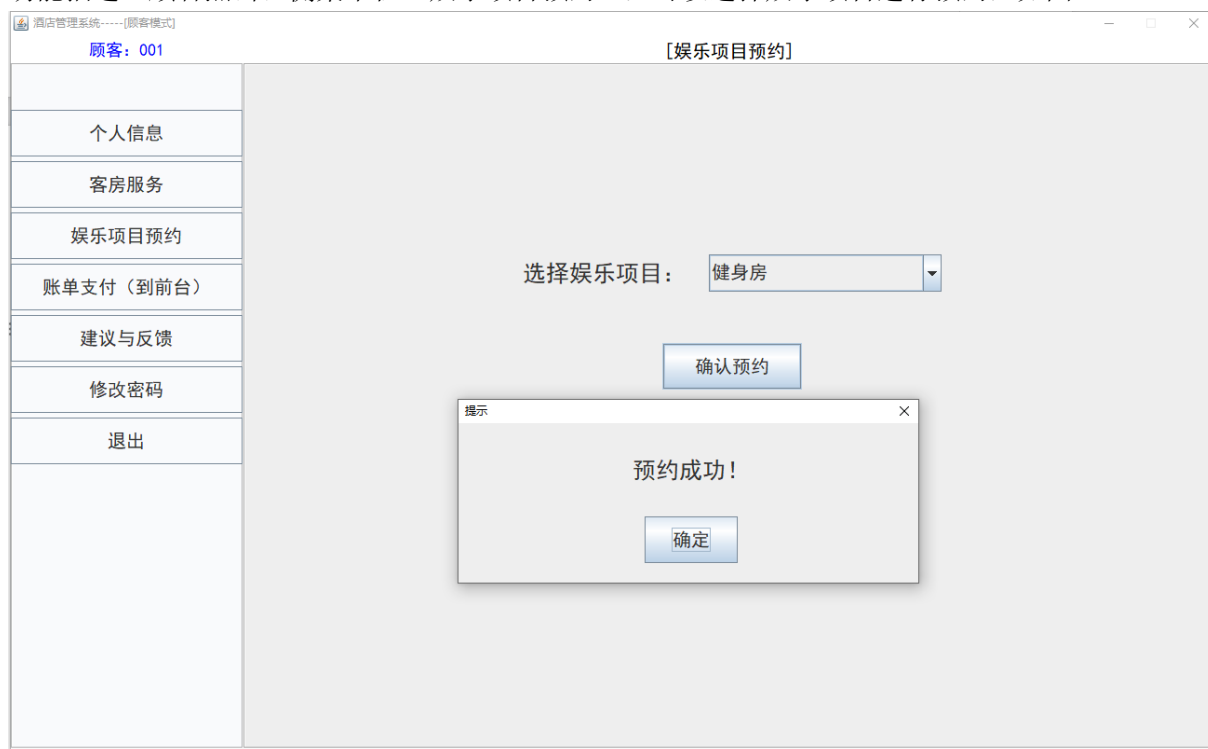 酒店管理系统-----[顾客模式]
顾客：001
[娱乐项目预约]
个人信息
客房服务
娱乐项目预约
账单支付（到前台）
建议与反馈
修改密码
退出
选择娱乐项目：
健身房
确认预约
提示
预约成功！
确定